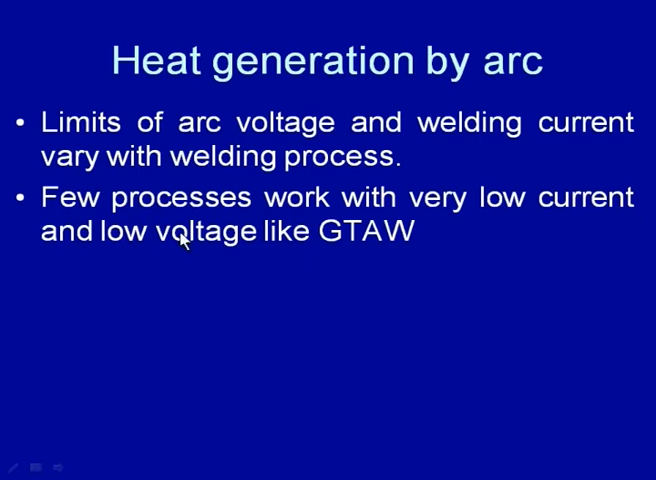 Heat generation by arc
• Limits of arc voltage and welding current
vary with welding process.
• Few processes work with very low current
and low voltage like GTAW